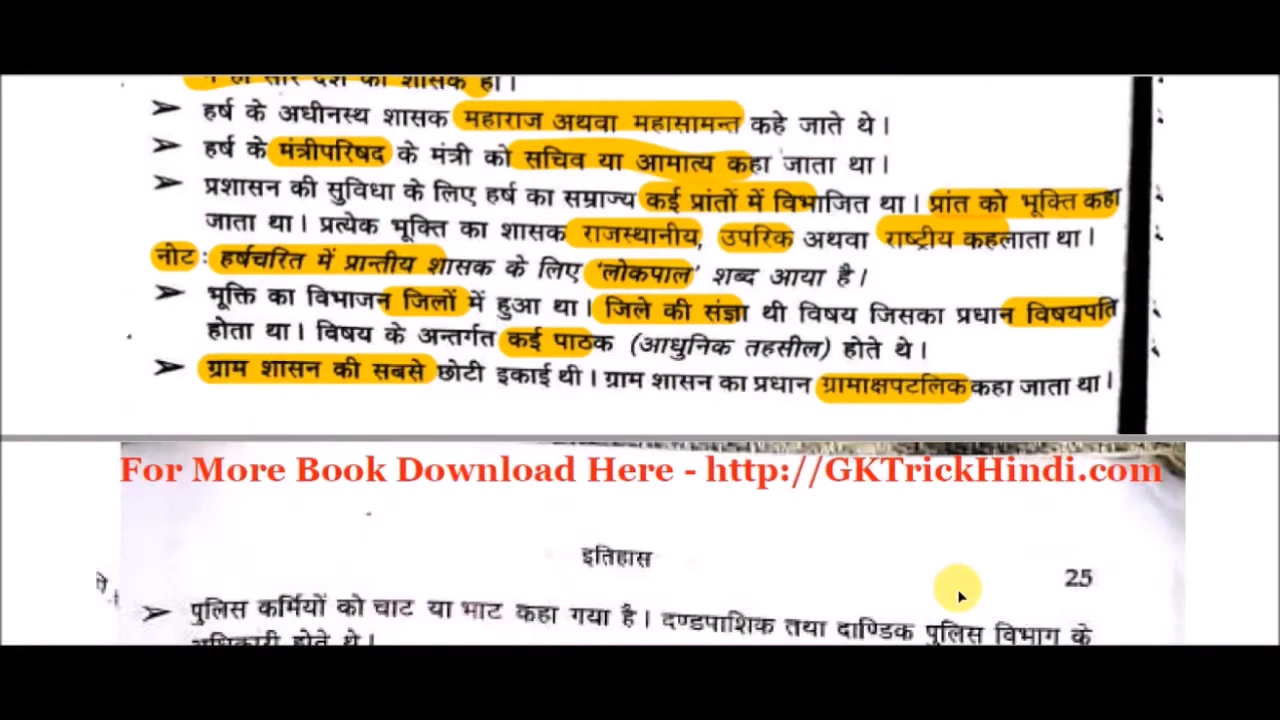 शासक हो।
➤ हर्ष के अधीनस्थ शासक महाराज अथवा महासामन्त कहे जाते थे।
➤ हर्ष के मंत्रीपरिषद के मंत्री को सचिव या आमात्य कहा जाता था।
➤ प्रशासन की सुविधा के लिए हर्ष का सम्राज्य कई प्रांतों में विभाजित था। प्रांत को भूक्ति कहा
जाता था। प्रत्येक भूक्ति का शासक राजस्थानीय, उपरिक अथवा राष्ट्रीय कहलाता था।
नोट : हर्षचरित में प्रान्तीय शासक के लिए 'लोकपाल' शब्द आया है।
➤ भूक्ति का विभाजन जिलों में हुआ था। जिले की संज्ञा थी विषय जिसका प्रधान विषयपति
होता था। विषय के अन्तर्गत कई पाठक (आधुनिक तहसील) होते थे।
➤ ग्राम शासन की सबसे छोटी इकाई थी। ग्राम शासन का प्रधान ग्रामाक्षपटलिक कहा जाता था।
For More Book Download Here - http://GKTrickHindi.com
इतिहास
25
➤ पुलिस कर्मियों को चाट या भाट कहा गया है। दण्डपाशिक तथा दाण्डिक पुलिस विभाग के
अधिकारी होते थे।